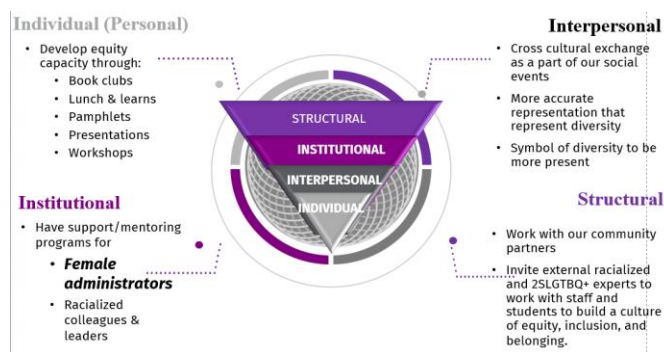 Individual (Personal)
• Develop equity
capacity through:
• Book clubs
• Lunch & learns
• Pamphlets
• Presentations
• Workshops
Interpersonal
• Cross cultural exchange
as a part of our social
events
• More accurate
representation that
represent diversity
• Symbol of diversity to be
more present
STRUCTURAL
INSTITUTIONAL
INTERPERSONAL
INDIVIDUAL
Institutional
• Have support/mentoring
programs for
• Female
administrators
• Racialized
colleagues &
leaders
Structural
• Work with our community
partners
• Invite external racialized
and 2SLGTBQ+ experts to
work with staff and
students to build a culture
of equity, inclusion, and
belonging.